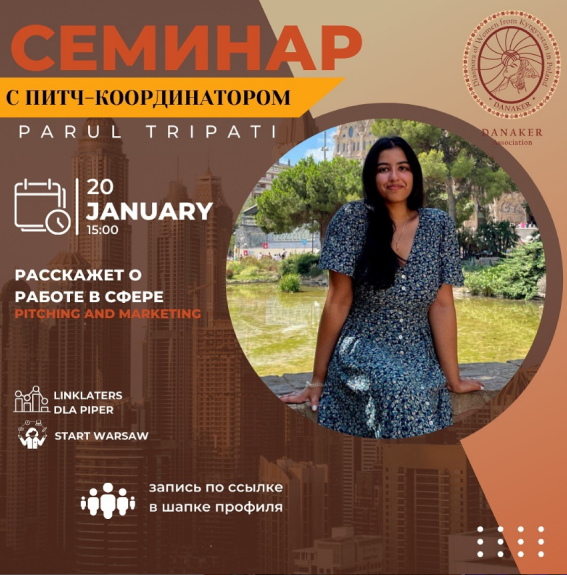 СЕМИНАР
С ПИТЧ-КООРДИНАТОРОМ
PARUL TRIPATI
DANAKER
DANAKER
Association
20
JANUARY
15:00
РАССКАЖЕТ О
РАБОТЕ В СФЕРЕ
PITCHING AND MARKETING
LINKLATERS
DLA PIPER
START WARSAW
запись по ссылке
в шапке профиля